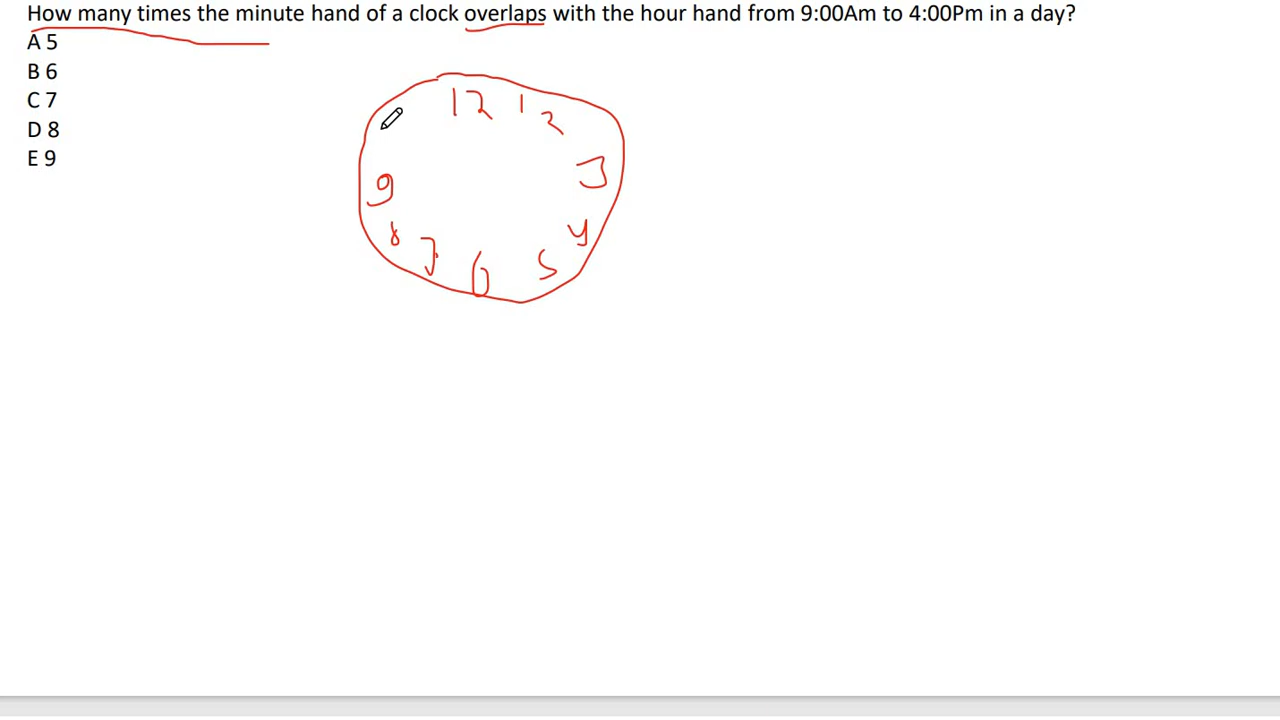 How many times the minute hand of a clock overlaps with the hour hand from 9:00Am to 4:00Pm in a day?
A 5
B 6
C 7
D 8
E 9
12 1
2
3
9
8 4
7 5
6